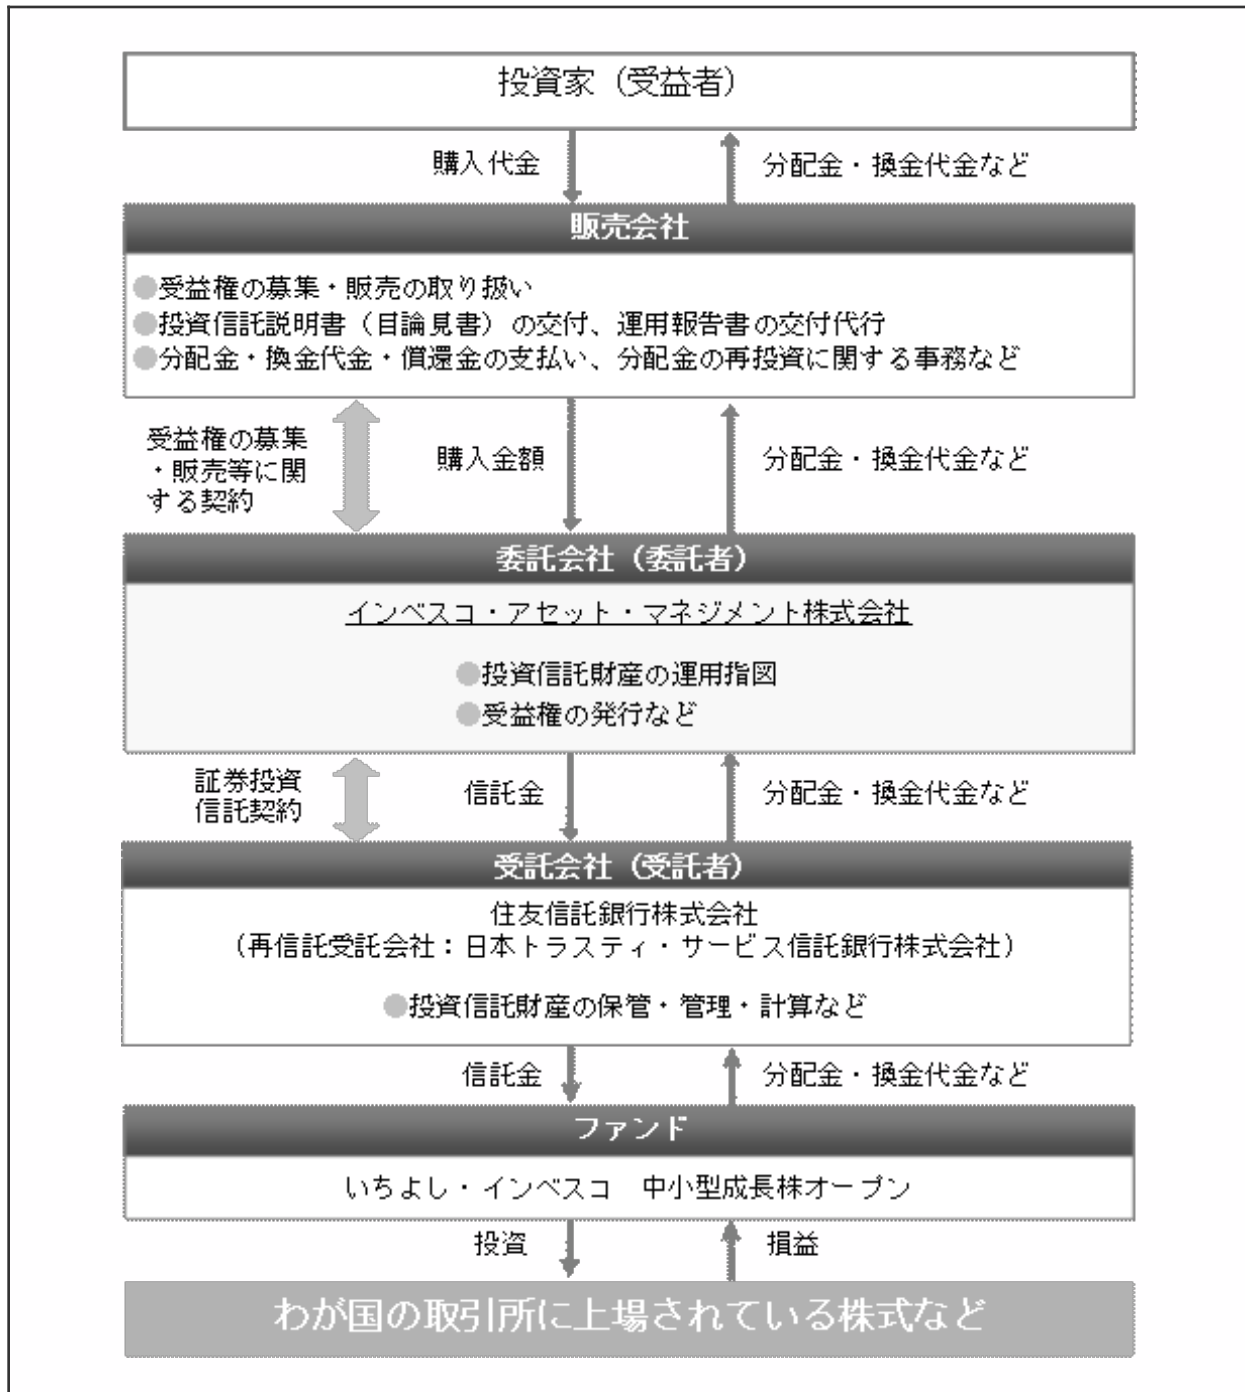 投資家（受益者）
購入代金
分配金・換金代金など
販売会社
●受益権の募集・販売の取り扱い
●投資信託説明書（目論見書）の交付、運用報告書の交付代行
●分配金・換金代金・償還金の支払い、分配金の再投資に関する事務など
受益権の募集
・販売等に関
する契約
購入金額
分配金・換金代金など
委託会社（委託者）
インベスコ・アセット・マネジメント株式会社
●投資信託財産の運用指図
●受益権の発行など
証券投資
信託契約
信託金
分配金・換金代金など
受託会社（受託者）
住友信託銀行株式会社
（再信託受託会社：日本トラスティ・サービス信託銀行株式会社）
●投資信託財産の保管・管理・計算など
信託金
分配金・換金代金など
ファンド
いちよし・インベスコ　中小型成長株オープン
投資
損益
わが国の取引所に上場されている株式など